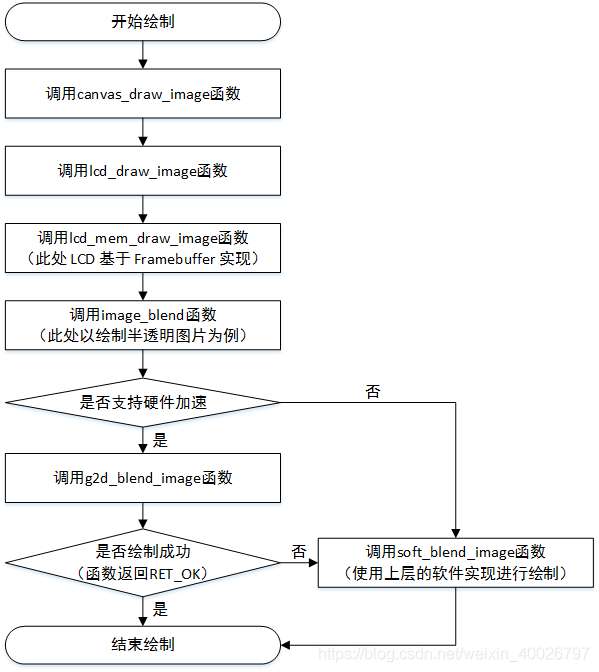 开始绘制
调用canvas_draw_image函数
调用lcd_draw_image函数
调用lcd_mem_draw_image函数
（此处 LCD 基于 Framebuffer 实现）
调用image_blend函数
（此处以绘制半透明图片为例）
是否支持硬件加速
否
是
调用g2d_blend_image函数
是否绘制成功
（函数返回RET_OK）
否
调用soft_blend_image函数
（使用上层的软件实现进行绘制）
是
结束绘制
https://blog.csdn.net/weixin_40026797